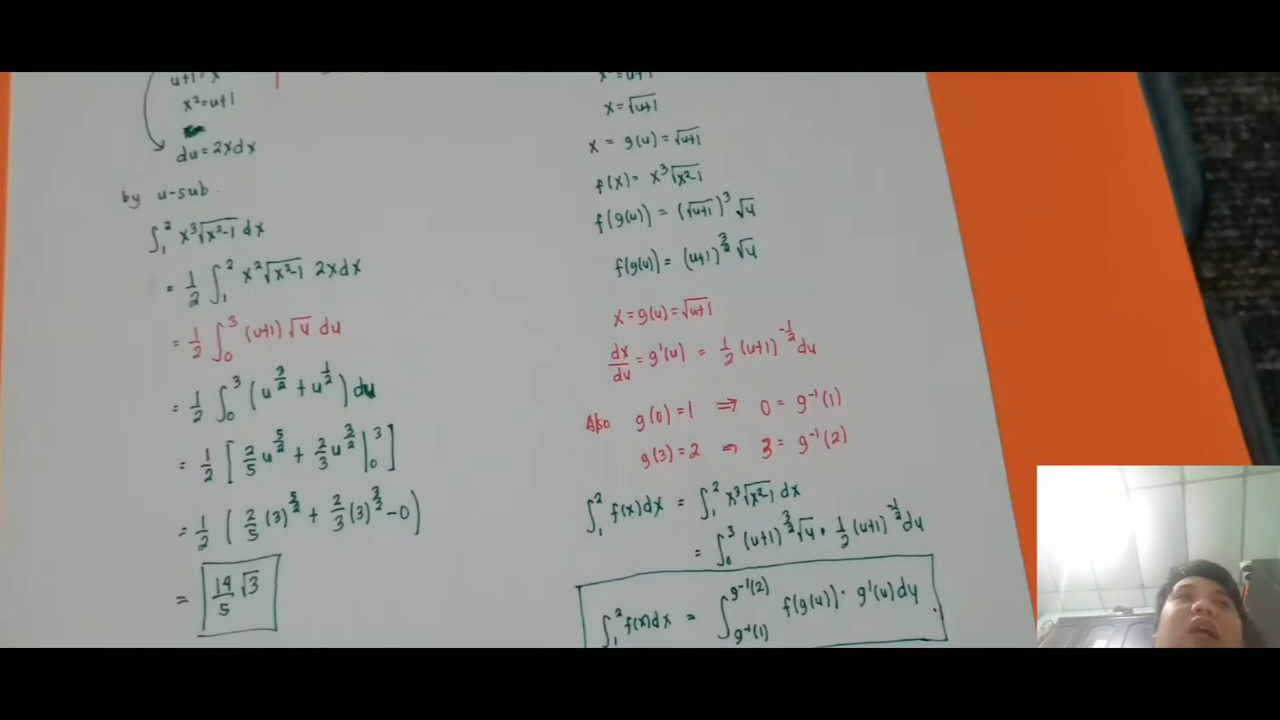 u+1=x
x²=u+1
du=2xdx
by u-sub.
∫₁² x³√(x²-1) dx
= 1/2 ∫₁² x²√(x²-1) 2xdx
= 1/2 ∫₀³ (u+1) √u du
= 1/2 ∫₀³ (u^(3/2) + u^(1/2)) du
= 1/2 [ 2/5 u^(5/2) + 2/3 u^(3/2) |₀³ ]
= 1/2 ( 2/5 (3)^(5/2) + 2/3 (3)^(3/2) - 0 )
= 14/5 √3
x²=u+1
x=√(u+1)
x = g(u) = √(u+1)
f(x) = x³√(x²-1)
f(g(u)) = (√(u+1))³ √u
f(g(u)) = (u+1)^(3/2) √u
x = g(u) = √(u+1)
dx/du = g'(u) = 1/2 (u+1)^(-1/2) du
Also g(0)=1 ⇒ 0 = g⁻¹(1)
g(3)=2 ⇒ 3 = g⁻¹(2)
∫₁² f(x)dx = ∫₁² x³√(x²-1) dx
= ∫₀³ (u+1)^(3/2) √u · 1/2 (u+1)^(-1/2) du
∫₁² f(x)dx = ∫_{g⁻¹(1)}^{g⁻¹(2)} f(g(u)) · g'(u) du